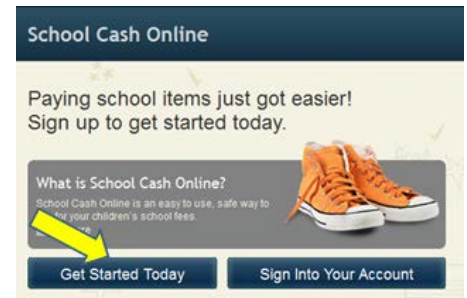 School Cash Online
Paying school items just got easier!
Sign up to get started today.
What is School Cash Online?
School Cash Online is an easy to use, safe way to
for your children's school fees.
Get Started Today
Sign Into Your Account